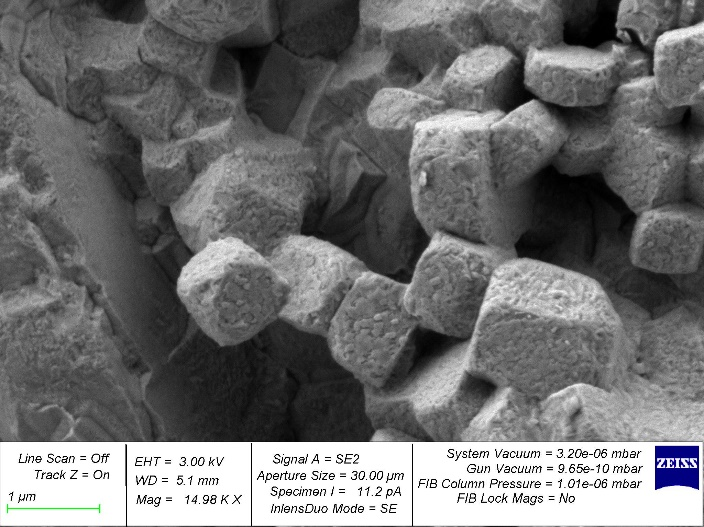 Line Scan = Off
Track Z = On
1 µm
EHT = 3.00 kV
WD = 5.1 mm
Mag = 14.98 K X
Signal A = SE2
Aperture Size = 30.00 µm
Specimen I = 11.2 pA
InlensDuo Mode = SE
System Vacuum = 3.20e-06 mbar
Gun Vacuum = 9.65e-10 mbar
FIB Column Pressure = 1.01e-06 mbar
FIB Lock Mags = No
ZEISS